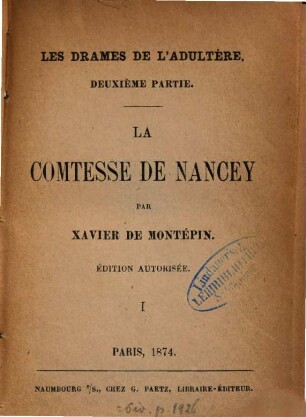 LES DRAMES DE L'ADULTÈRE,
DEUXIÈME PARTIE.
LA
COMTESSE DE NANCEY
PAR
XAVIER DE MONTÉPIN.
ÉDITION AUTORISÉE.
I
PARIS, 1874.
NAUMBOURG s/S., CHEZ G. PAETZ, LIBRAIRE-ÉDITEUR.